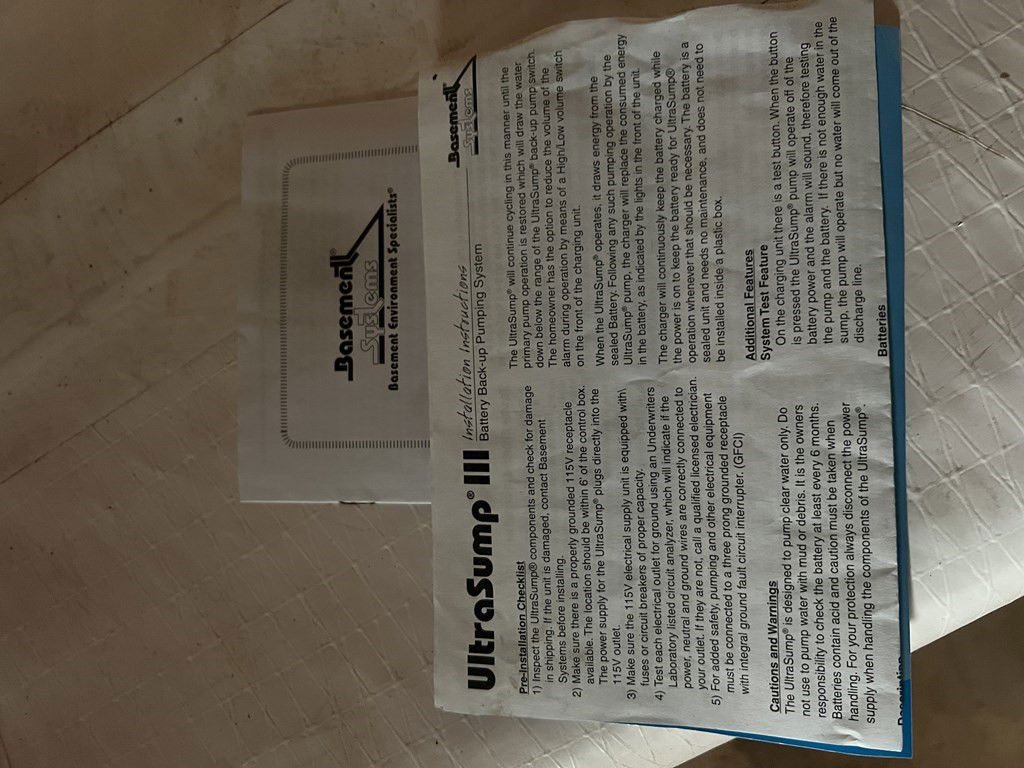 Basement
Systems
Basement Environment Specialists®
UltraSump® III
Installation Instructions
Battery Back-up Pumping System
Basement
Systems
Pre-Installation Checklist
1) Inspect the UltraSump® components and check for damage
in shipping. If the unit is damaged, contact Basement
Systems before installing.
2) Make sure there is a properly grounded 115V receptacle
available. The location should be within 6' of the control box.
The power supply for the UltraSump® plugs directly into the
115V outlet.
3) Make sure the 115V electrical supply unit is equipped with\
fuses or circuit breakers of proper capacity.
4) Test each electrical outlet for ground using an Underwriters
Laboratory listed circuit analyzer, which will indicate if the
power, neutral and ground wires are correctly connected to
your outlet. If they are not, call a qualified licensed electrician.
5) For added safety, pumping and other electrical equipment
must be connected to a three prong grounded receptacle
with integral ground fault circuit interrupter. (GFCI)
Cautions and Warnings
The UltraSump® is designed to pump clear water only. Do
not use to pump water with mud or debris. It is the owners
responsibility to check the battery at least every 6 months.
Batteries contain acid and caution must be taken when
handling. For your protection always disconnect the power
supply when handling the components of the UltraSump®.
Description
The UltraSump® will continue cycling in this manner until the
primary pump operation is restored which will draw the water
down below the range of the UltraSump® back-up pump switch.
The homeowner has the option to reduce the volume of the
alarm during operation by means of a High/Low volume switch
on the front of the charging unit.
When the UltraSump® operates, it draws energy from the
sealed Battery. Following any such pumping operation by the
UltraSump® pump, the charger will replace the consumed energy
in the battery, as indicated by the lights in the front of the unit.
The charger will continuously keep the battery charged while
the power is on to keep the battery ready for UltraSump®
operation whenever that should be necessary. The battery is a
sealed unit and needs no maintenance, and does not need to
be installed inside a plastic box.
Additional Features
System Test Feature
On the charging unit there is a test button. When the button
is pressed the UltraSump® pump will operate off of the
battery power and the alarm will sound, therefore testing
the pump and the battery. If there is not enough water in the
sump, the pump will operate but no water will come out of the
discharge line.
Batteries